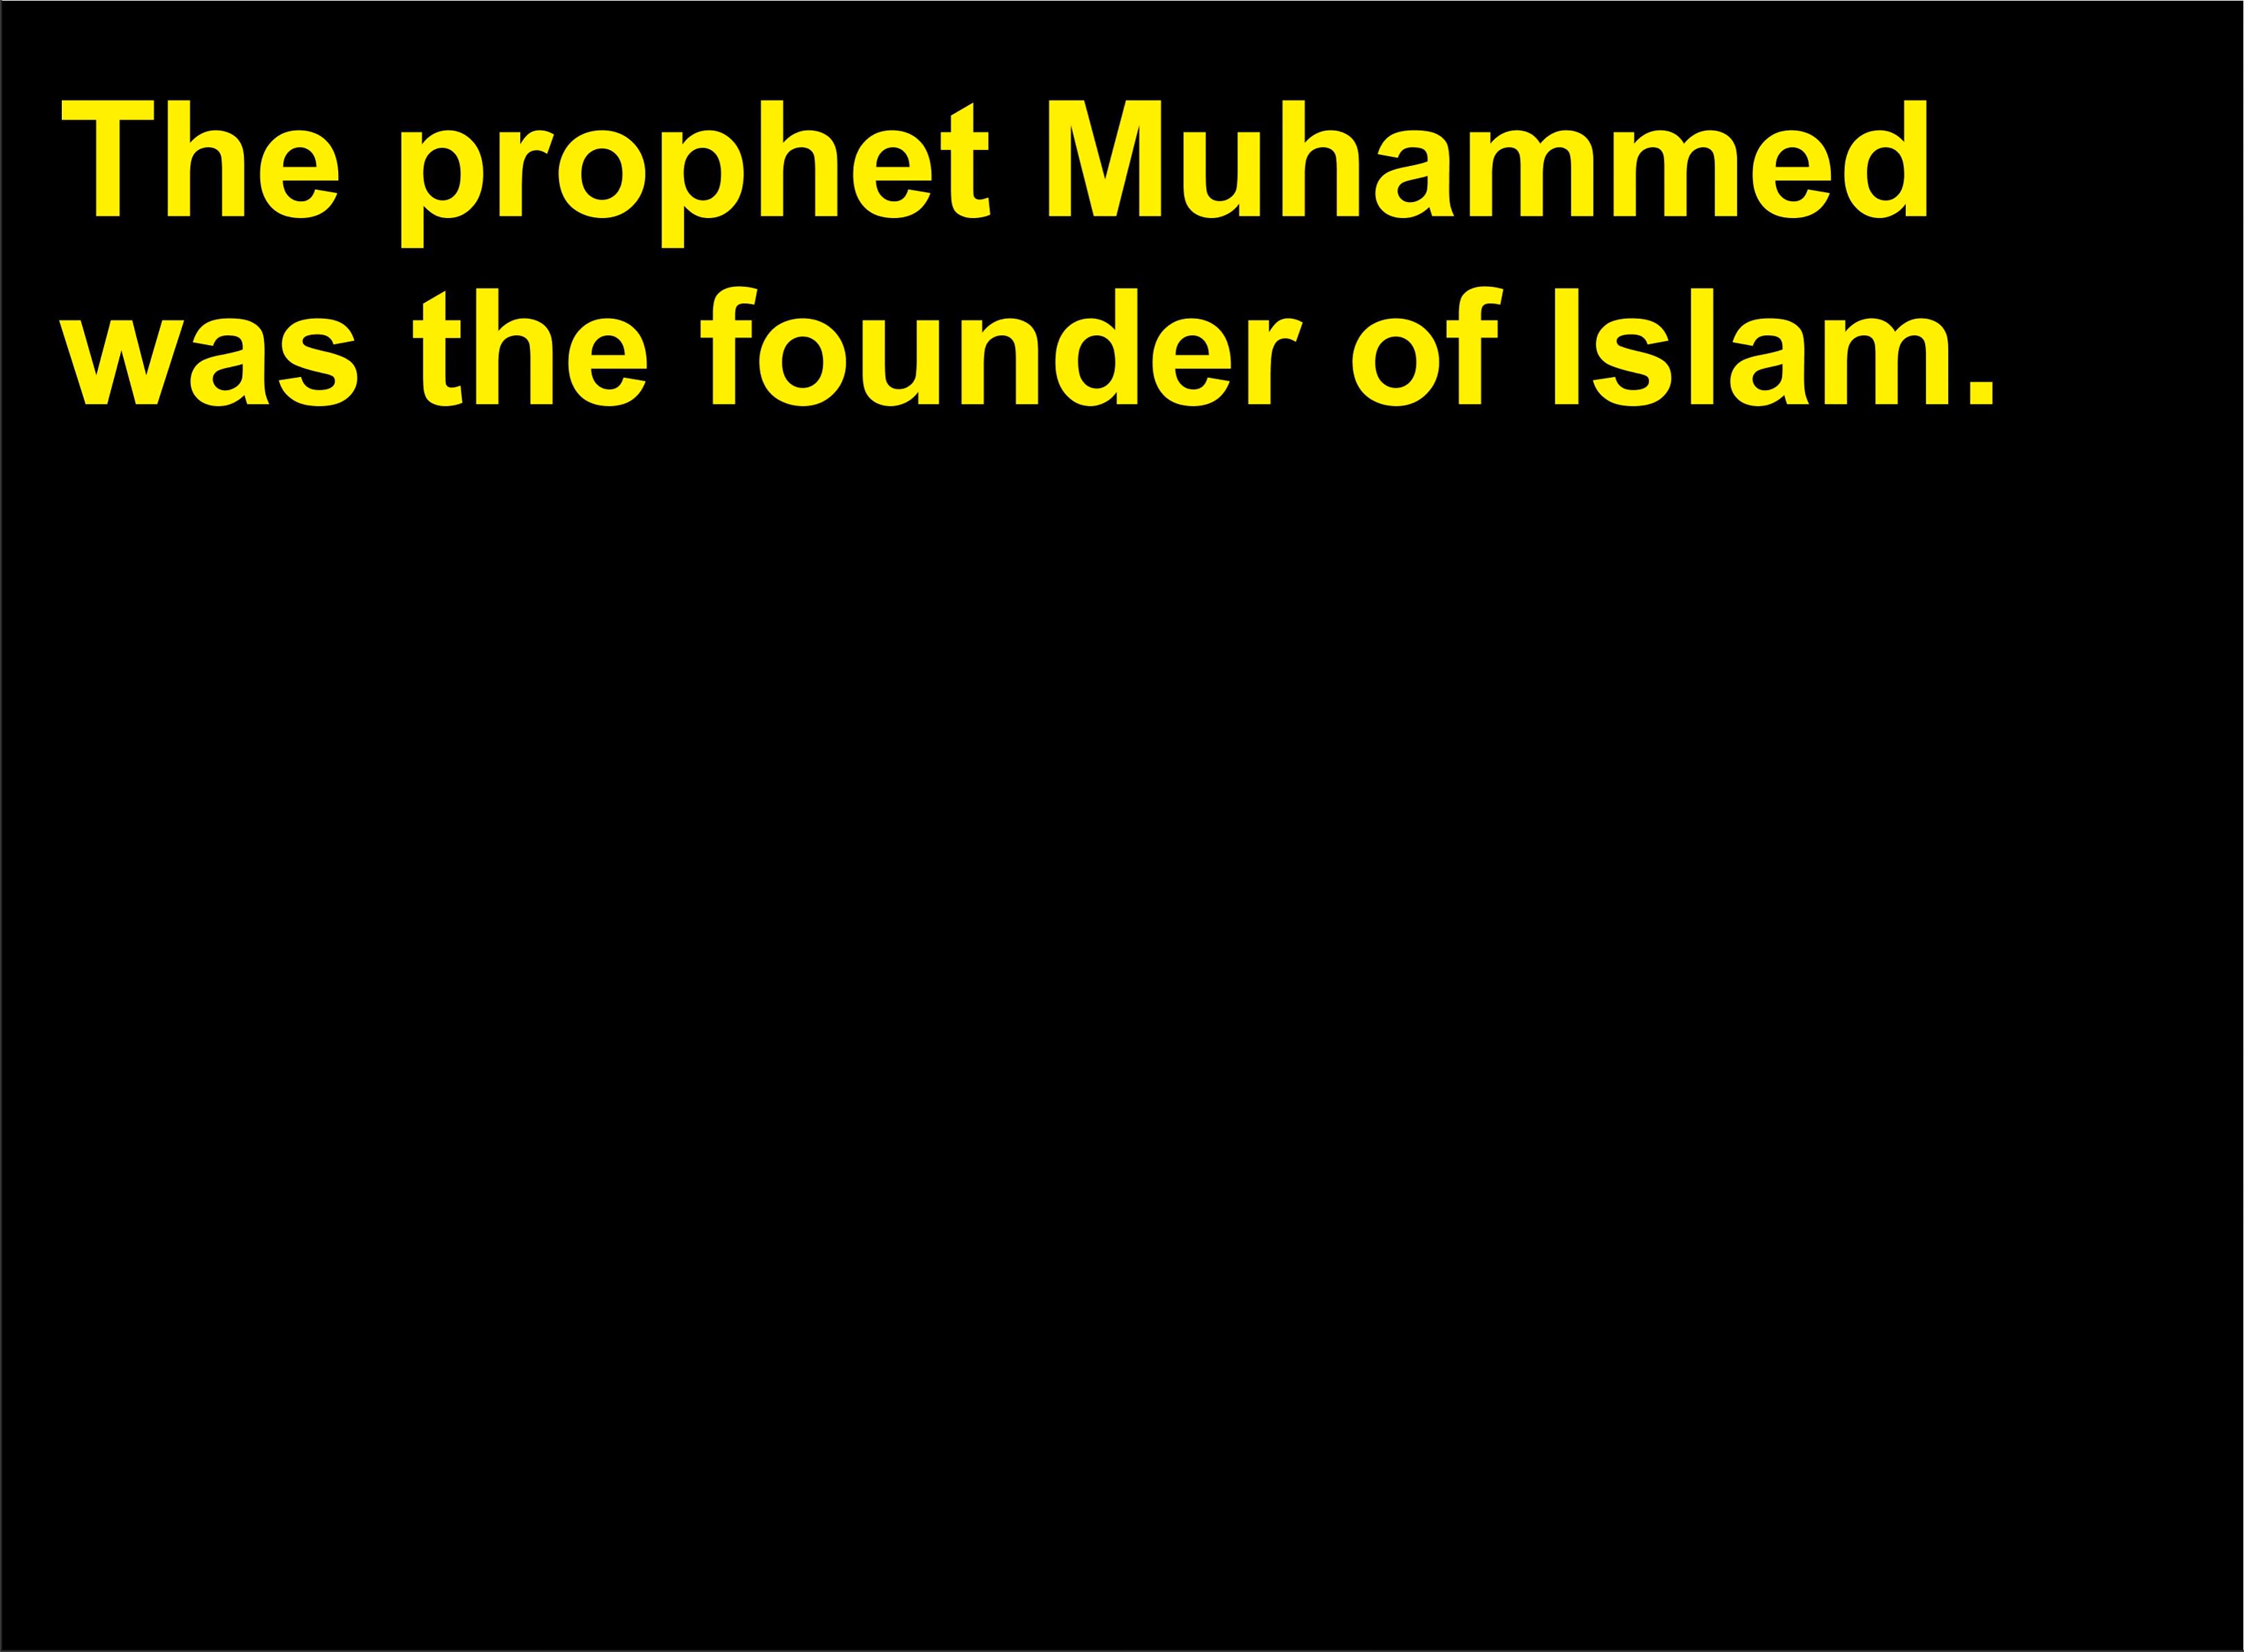 The prophet Muhammed
was the founder of Islam.